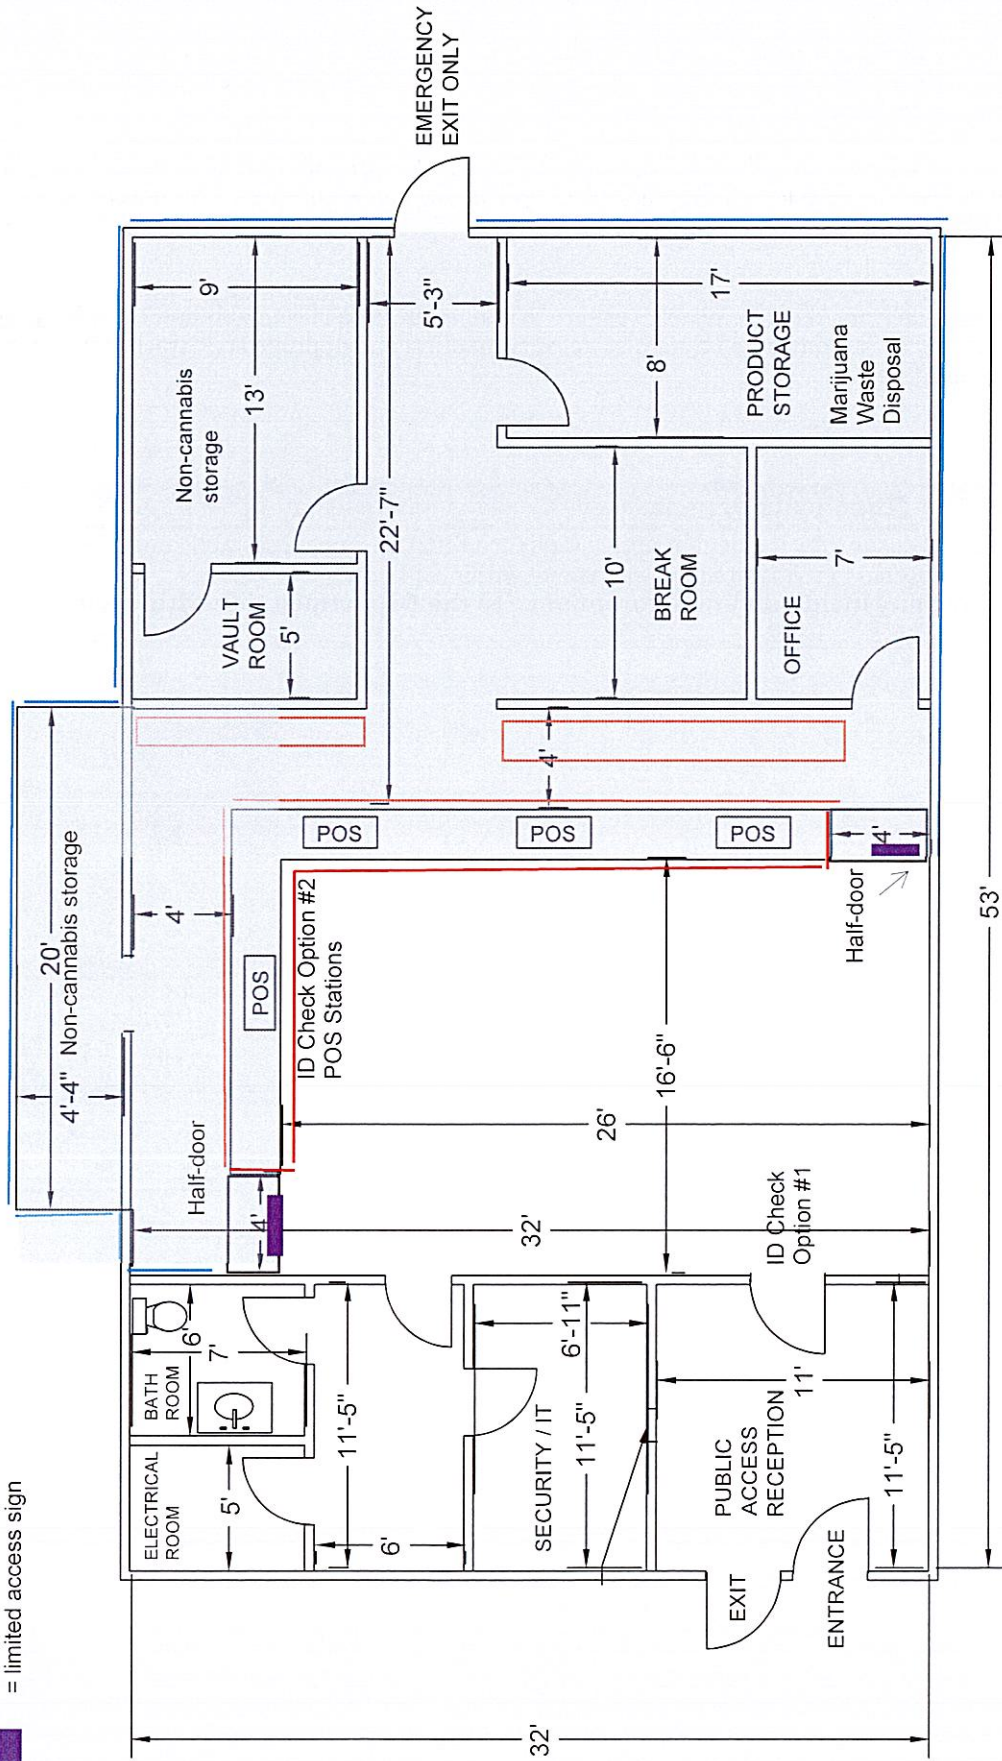 = limited access sign
EMERGENCY
EXIT ONLY
20'
4'-4" Non-cannabis storage
9'
13'
Non-cannabis
storage
5'-3"
22'-7"
VAULT
ROOM
5'
17'
8'
PRODUCT
STORAGE
Marijuana
Waste
Disposal
10'
BREAK
ROOM
7'
OFFICE
4'
4'
POS
POS
POS
POS
ID Check Option #2
POS Stations
4'
Half-door
Half-door
4'
16'-6"
26'
32'
ID Check
Option #1
6'
7'
BATH
ROOM
ELECTRICAL
ROOM
5'
11'-5"
6'
6'-11"
SECURITY / IT
11'-5"
11'
PUBLIC
ACCESS
RECEPTION
11'-5"
EXIT
ENTRANCE
32'
53'